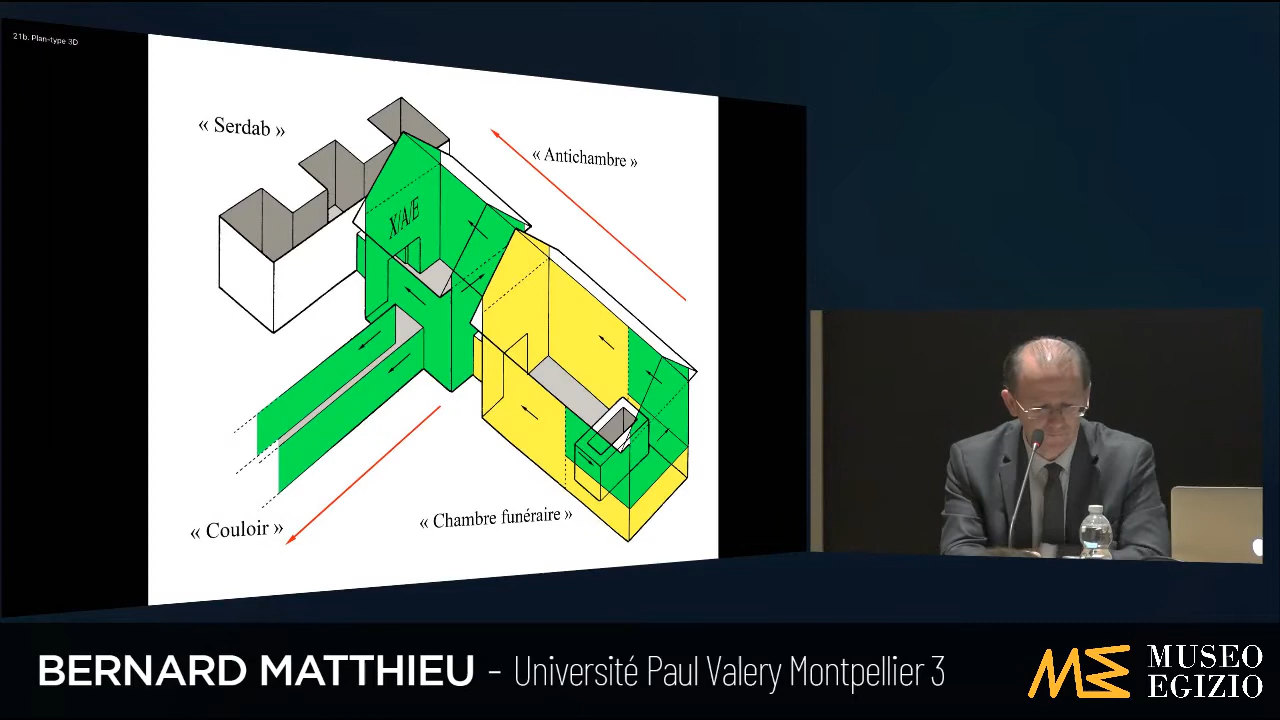 21b. Plan-type 3D
« Serdab »
« Antichambre »
X/A/E
« Couloir »
« Chambre funéraire »
BERNARD MATTHIEU - Université Paul Valery Montpellier 3
MUSEO
EGIZIO